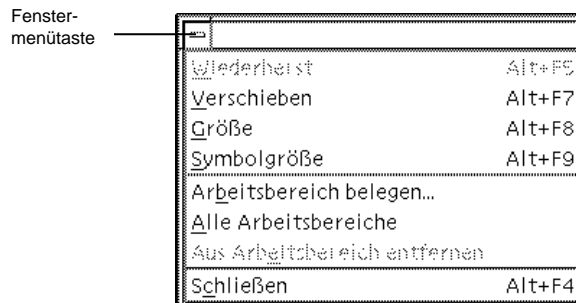 Fenster-
menütaste
Wiederherst Alt+F5
Verschieben Alt+F7
Größe Alt+F8
Symbolgröße Alt+F9
Arbeitsbereich belegen...
Alle Arbeitsbereiche
Aus Arbeitsbereich entfernen
Schließen Alt+F4